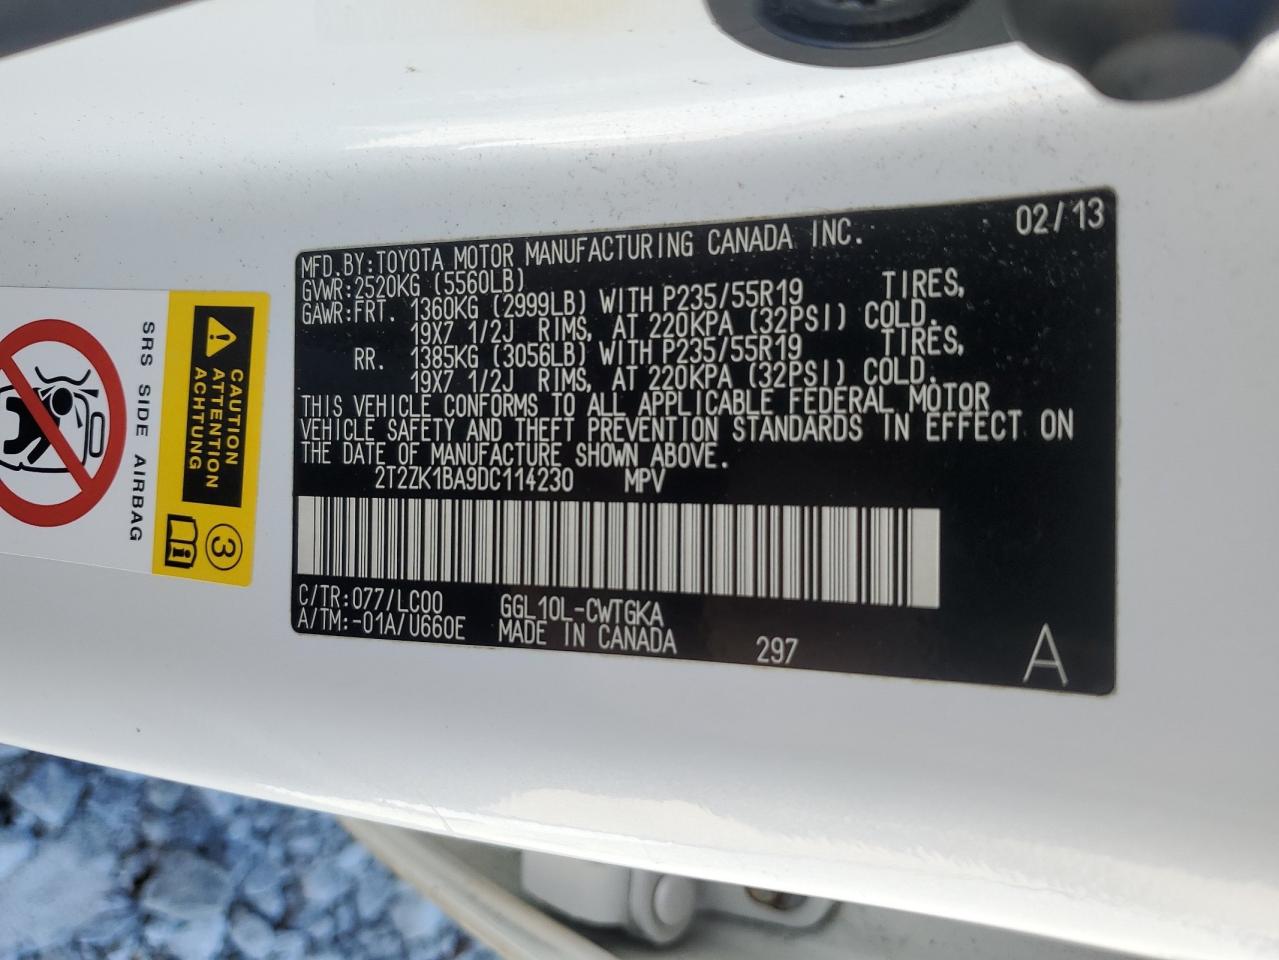 MFD.BY:TOYOTA MOTOR MANUFACTURING CANADA INC. 02/13
GVWR:2520KG (5560LB)
GAWR:FRT. 1360KG (2999LB) WITH P235/55R19 TIRES,
19X7 1/2J RIMS, AT 220KPA (32PSI) COLD.
RR. 1385KG (3056LB) WITH P235/55R19 TIRES,
19X7 1/2J RIMS, AT 220KPA (32PSI) COLD.
THIS VEHICLE CONFORMS TO ALL APPLICABLE FEDERAL MOTOR
VEHICLE SAFETY AND THEFT PREVENTION STANDARDS IN EFFECT ON
THE DATE OF MANUFACTURE SHOWN ABOVE.
2T2ZK1BA9DC114230 MPV
C/TR:077/LC00 GGL10L-CWTGKA
A/TM:-01A/U660E MADE IN CANADA 297 A
CAUTION
ATTENTION
ACHTUNG
3
SRS SIDE AIRBAG